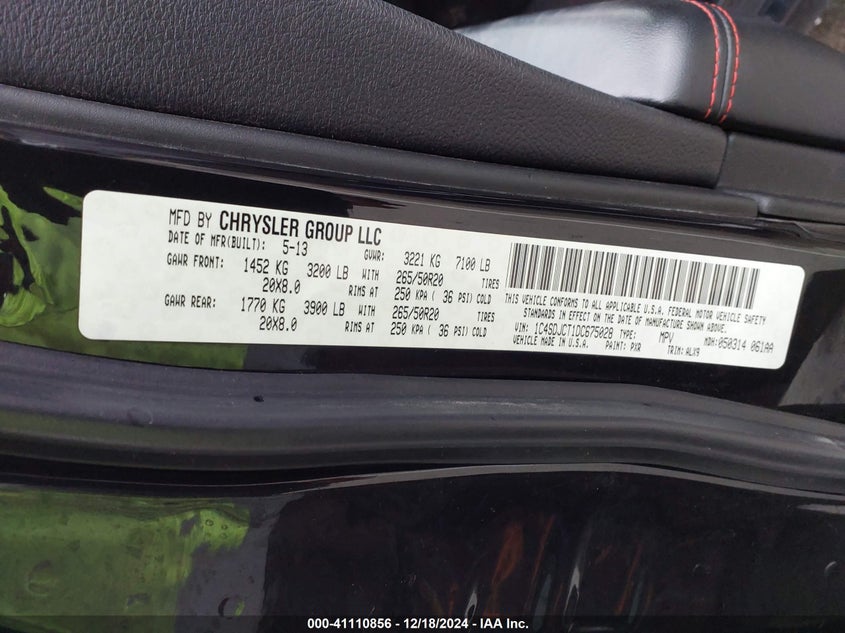 MFD BY CHRYSLER GROUP LLC
DATE OF MFR(BUILT): 5-13 GVWR: 3221 KG 7100 LB
GAWR FRONT: 1452 KG 3200 LB WITH 265/50R20 TIRES
20X8.0 RIMS AT 250 KPA ( 36 PSI) COLD
GAWR REAR: 1770 KG 3900 LB WITH 265/50R20 TIRES
20X8.0 RIMS AT 250 KPA ( 36 PSI) COLD
THIS VEHICLE CONFORMS TO ALL APPLICABLE U.S.A. FEDERAL MOTOR VEHICLE SAFETY
STANDARDS IN EFFECT ON THE DATE OF MANUFACTURE SHOWN ABOVE.
VIN: 1C4SDJCT1DC675028 TYPE: MPV MDH:050314 061AA
VEHICLE MADE IN U.S.A. PAINT: PXR TRIM:ALX9
000-41110856 - 12/18/2024 - IAA Inc.